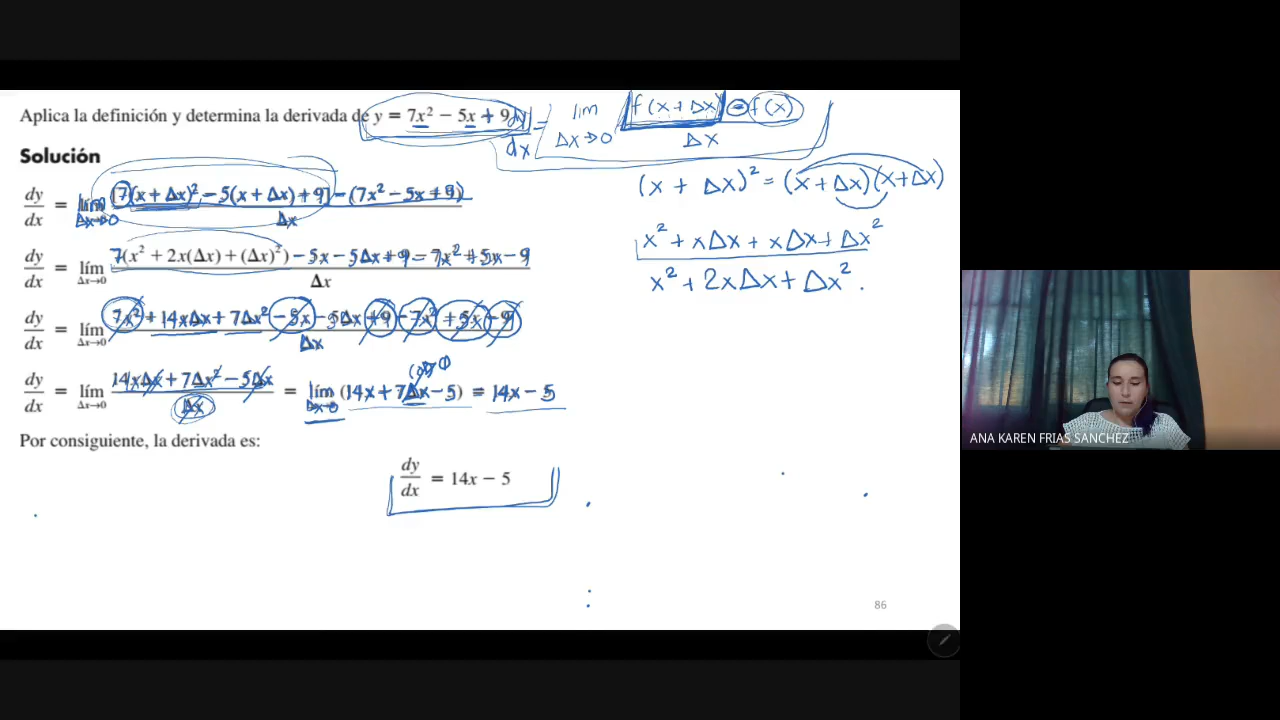 Aplica la definición y determina la derivada de y = 7x² − 5x + 9
dy/dx = lim Δx→0 f(x + Δx) − f(x) / Δx
Solución
dy/dx = lím Δx→0 [7(x + Δx)² − 5(x + Δx) + 9] − (7x² − 5x + 9) / Δx
(x + Δx)² = (x + Δx)(x + Δx)
x² + xΔx + xΔx + Δx²
x² + 2xΔx + Δx².
dy/dx = lím Δx→0 7(x² + 2x(Δx) + (Δx)²) − 5x − 5Δx + 9 − 7x² + 5x − 9 / Δx
dy/dx = lím Δx→0 7x² + 14xΔx + 7Δx² − 5x − 5Δx + 9 − 7x² + 5x − 9 / Δx
dy/dx = lím Δx→0 14xΔx + 7Δx² − 5Δx / Δx = lím Δx→0 (14x + 7Δx − 5) = 14x − 5
Por consiguiente, la derivada es:
dy/dx = 14x − 5
86
ANA KAREN FRIAS SANCHEZ